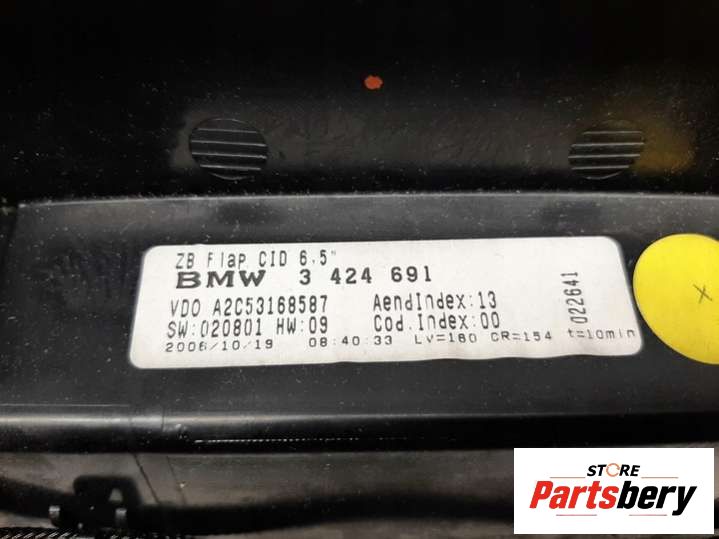 ZB Flap CID 6,5"
BMW 3 424 691
VDO A2C53168587 AendIndex:13
SW:020801 HW:09 Cod.Index:00
2006/10/19 08:40:33 LV=180 CR=154 t=10min
022641
STORE
Partsbery